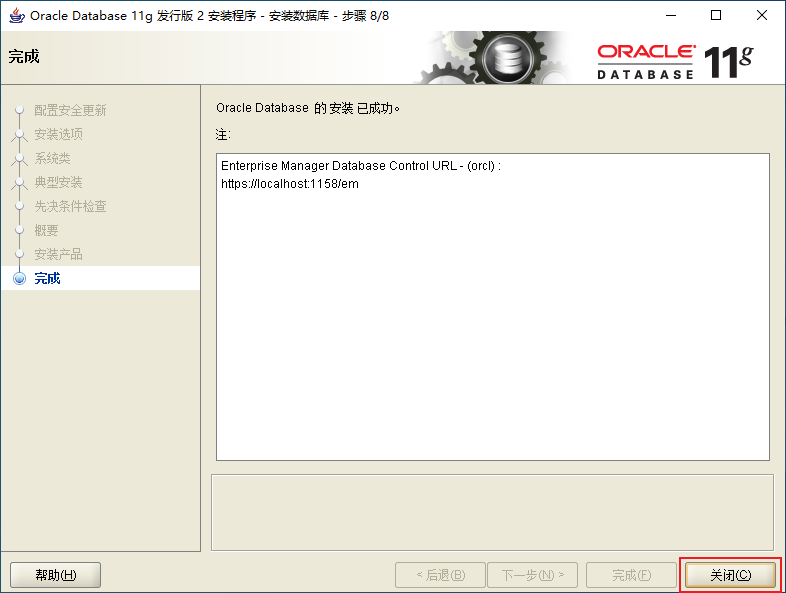 Oracle Database 11g 发行版 2 安装程序 - 安装数据库 - 步骤 8/8
完成
ORACLE
DATABASE
11g
配置安全更新
安装选项
系统类
典型安装
先决条件检查
概要
安装产品
完成
Oracle Database 的 安装 已成功。
注:
Enterprise Manager Database Control URL - (orcl) :
https://localhost:1158/em
帮助(H)
< 后退(B)
下一步(N) >
完成(F)
关闭(C)